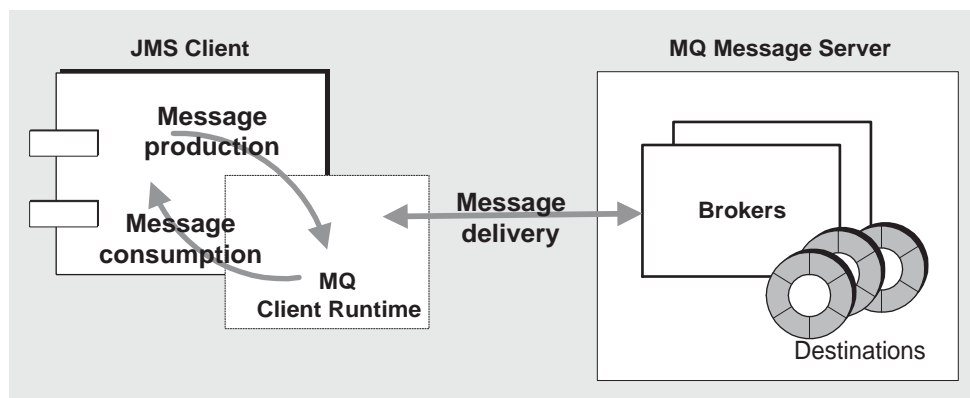 JMS Client
MQ Message Server
Message
production
Message
consumption
MQ
Client Runtime
Message
delivery
Brokers
Destinations